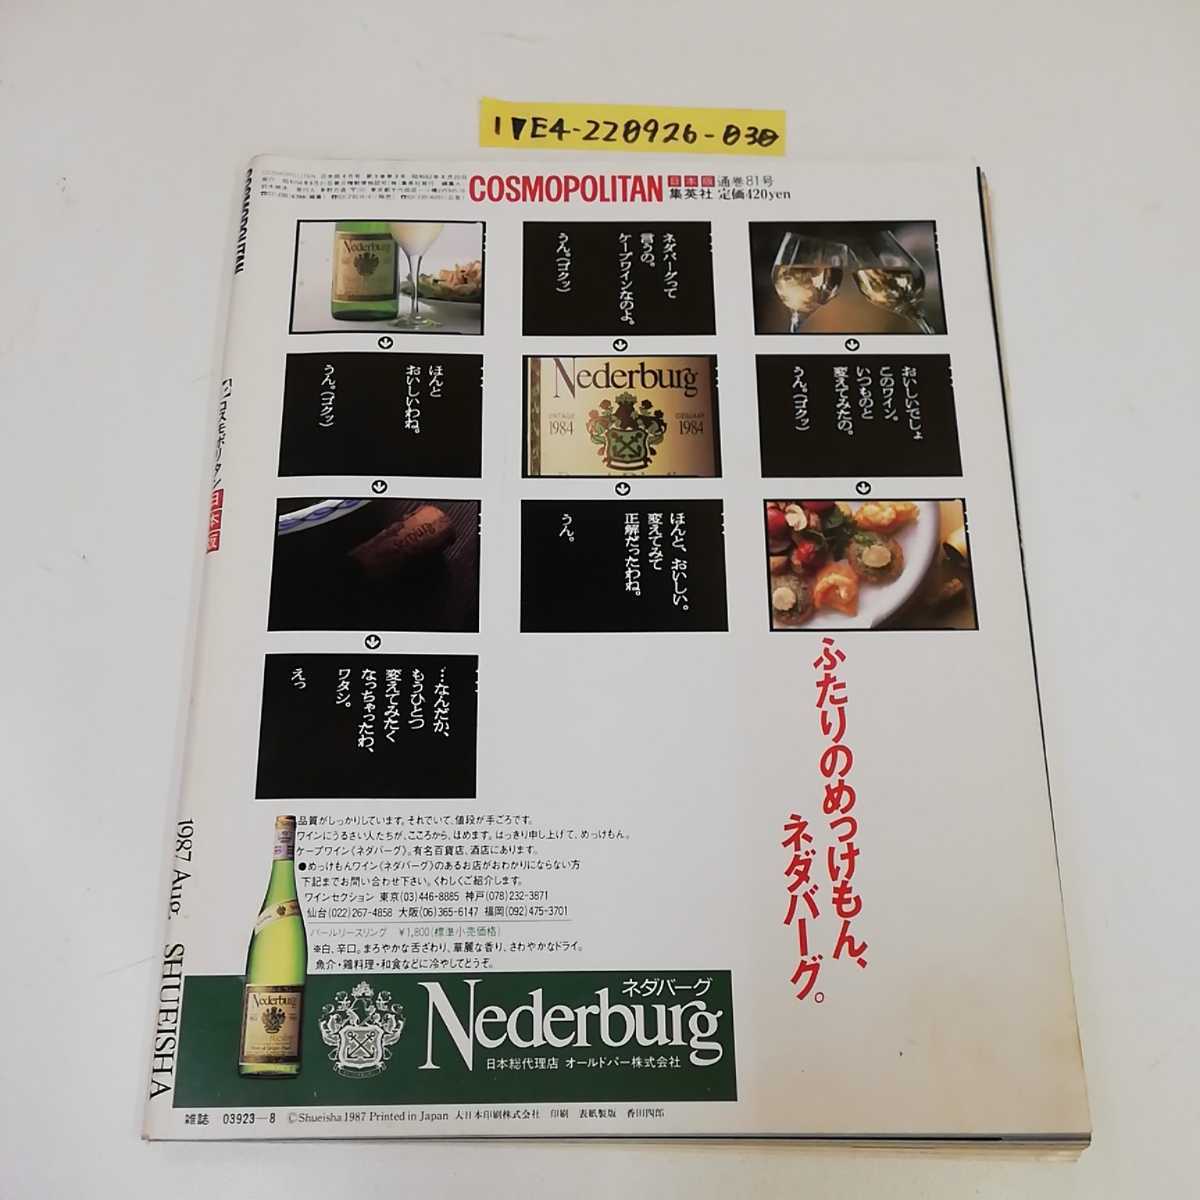 1▼E4-220926-030
COSMOPOLITAN 日本版 通巻81号
集英社 定価420yen
COSMOPOLITAN
コスモポリタン
日本版
1987 Aug. SHUEISHA
Nederburg
おいしいでしょ
このワイン。
いつものと
変えてみたの。
うん。(ゴクッ)
ネダバーグって
言うの。
ケープワインなのよ。
うん。(ゴクッ)
Nederburg
VINTAGE
1984
OESJAAR
1984
ほんと、おいしい。
変えてみて
正解だったわね。
うん。
ほんと
おいしいわね。
うん。(ゴクッ)
…なんだか、
もうひとつ
変えてみたく
なっちゃったわ、
ワタシ。
えっ
ふたりのめっけもん、
ネダバーグ。
品質がしっかりしています。それでいて、値段が手ごろです。
ワインにうるさい人たちが、こころから、ほめます。はっきり申し上げて、めっけもん。
ケープワイン〈ネダバーグ〉。有名百貨店、酒店にあります。
●めっけもんワイン〈ネダバーグ〉のあるお店がおわかりにならない方
下記までお問い合わせ下さい。くわしくご紹介します。
ワインセクション 東京(03)446-8885 神戸(078)232-3871
仙台(022)267-4858 大阪(06)365-6147 福岡(092)475-3701
パールリースリング ¥1,800(標準小売価格)
※白、辛口。まろやかな舌ざわり、華麗な香り、さわやかなドライ。
魚介・鶏料理・和食などに冷やしてどうぞ。
Nederburg
ネダバーグ
Nederburg
日本総代理店 オールドパー株式会社
雑誌 03923-8 ©Shueisha 1987 Printed in Japan 大日本印刷株式会社 印刷 表紙製版 香田四郎